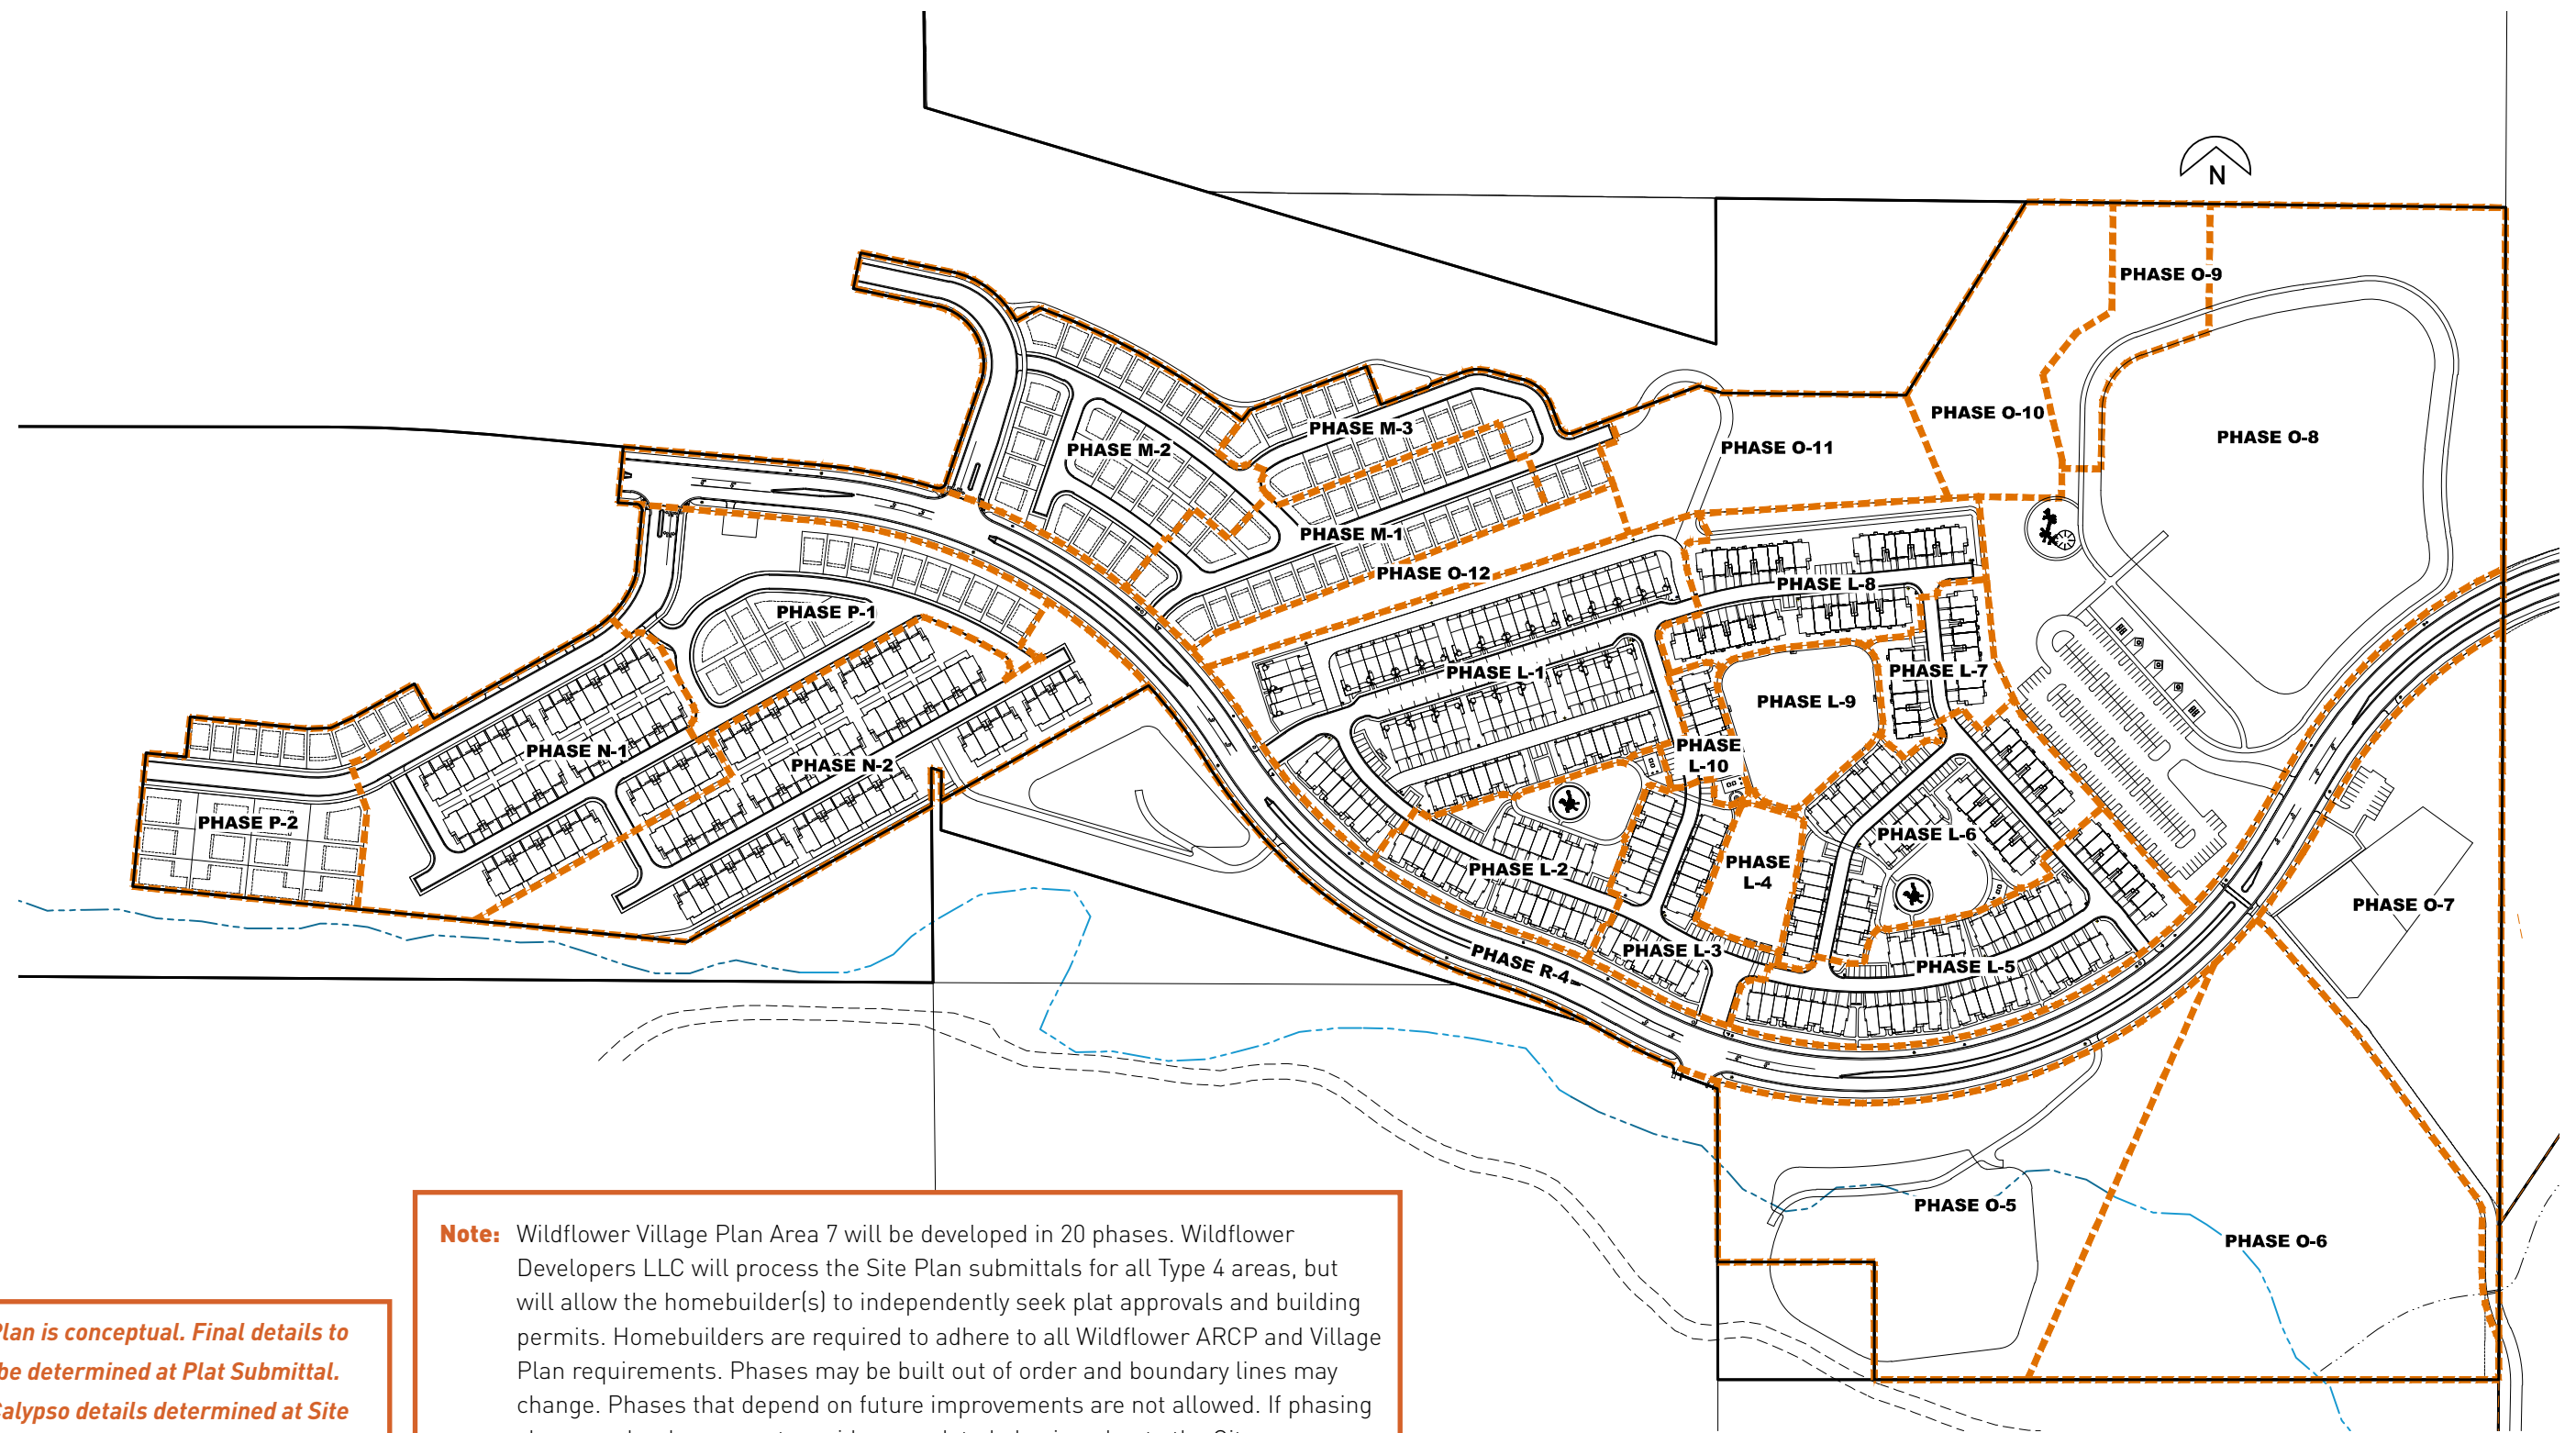 N
PHASE O-9
PHASE O-10
PHASE O-8
PHASE M-3
PHASE M-2
PHASE O-11
PHASE M-1
PHASE O-12
PHASE L-8
PHASE P-1
PHASE L-1
PHASE L-7
PHASE L-9
PHASE N-1
PHASE N-2
PHASE
L-10
PHASE P-2
PHASE L-6
PHASE L-2
PHASE
L-4
PHASE O-7
PHASE L-3
PHASE R-4
PHASE L-5
PHASE O-5
PHASE O-6
Note: Wildflower Village Plan Area 7 will be developed in 20 phases. Wildflower
Developers LLC will process the Site Plan submittals for all Type 4 areas, but
will allow the homebuilder(s) to independently seek plat approvals and building
permits. Homebuilders are required to adhere to all Wildflower ARCP and Village
Plan requirements. Phases may be built out of order and boundary lines may
change. Phases that depend on future improvements are not allowed. If phasing
Plan is conceptual. Final details to
be determined at Plat Submittal.
Calypso details determined at Site